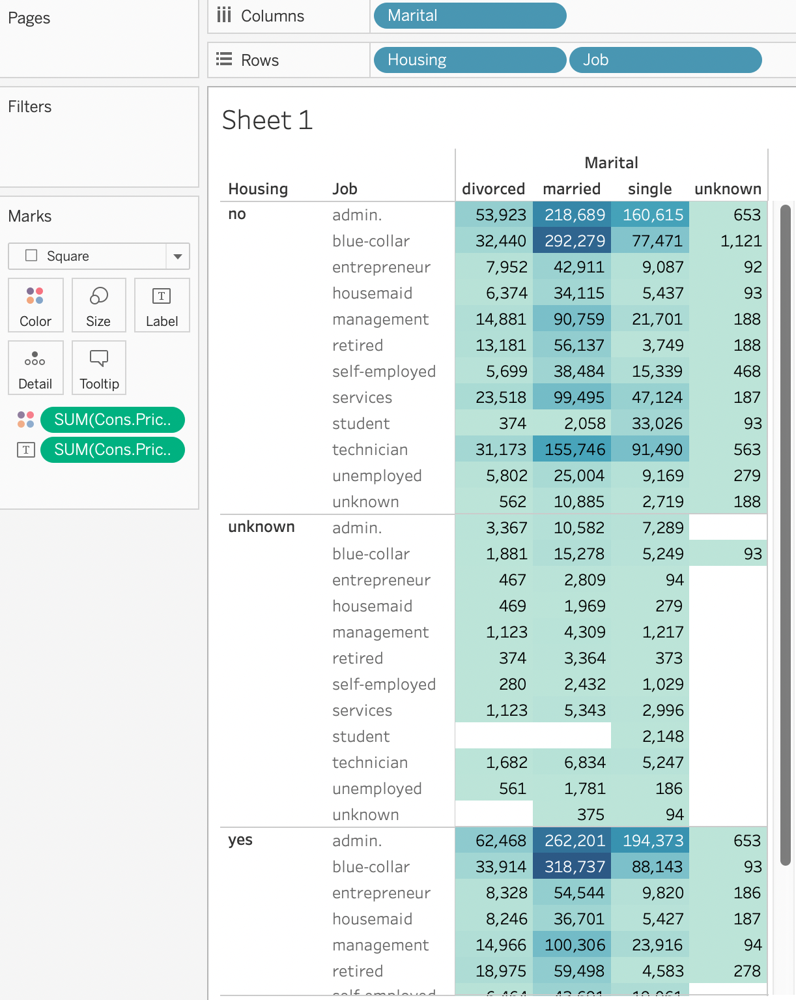 Pages
Columns
Marital
Rows
Housing Job
Filters
Sheet 1
Marital
Housing Job divorced married single unknown
Marks
Square
Color Size Label
Detail Tooltip
SUM(Cons.Pric..
SUM(Cons.Pric..
no admin. 53,923 218,689 160,615 653
blue-collar 32,440 292,279 77,471 1,121
entrepreneur 7,952 42,911 9,087 92
housemaid 6,374 34,115 5,437 93
management 14,881 90,759 21,701 188
retired 13,181 56,137 3,749 188
self-employed 5,699 38,484 15,339 468
services 23,518 99,495 47,124 187
student 374 2,058 33,026 93
technician 31,173 155,746 91,490 563
unemployed 5,802 25,004 9,169 279
unknown 562 10,885 2,719 188
unknown admin. 3,367 10,582 7,289
blue-collar 1,881 15,278 5,249 93
entrepreneur 467 2,809 94
housemaid 469 1,969 279
management 1,123 4,309 1,217
retired 374 3,364 373
self-employed 280 2,432 1,029
services 1,123 5,343 2,996
student 2,148
technician 1,682 6,834 5,247
unemployed 561 1,781 186
unknown 375 94
yes admin. 62,468 262,201 194,373 653
blue-collar 33,914 318,737 88,143 93
entrepreneur 8,328 54,544 9,820 186
housemaid 8,246 36,701 5,427 187
management 14,966 100,306 23,916 94
retired 18,975 59,498 4,583 278
self-employed